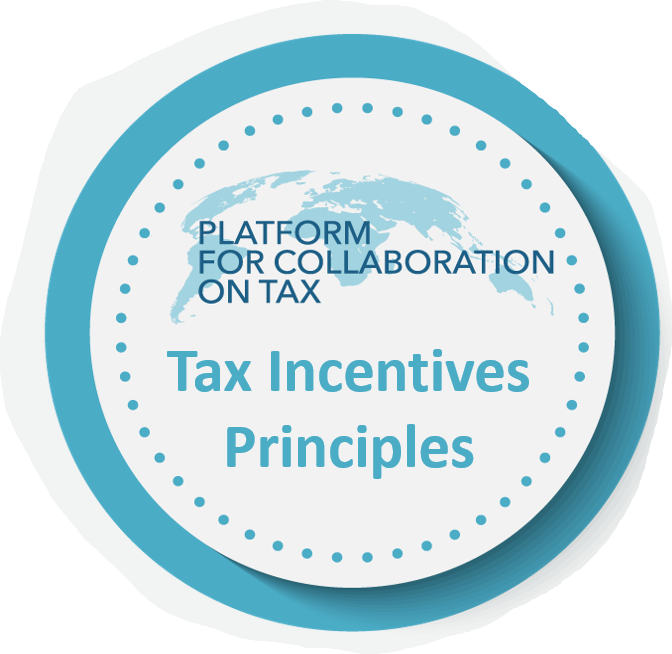 PLATFORM
FOR COLLABORATION
ON TAX
Tax Incentives
Principles